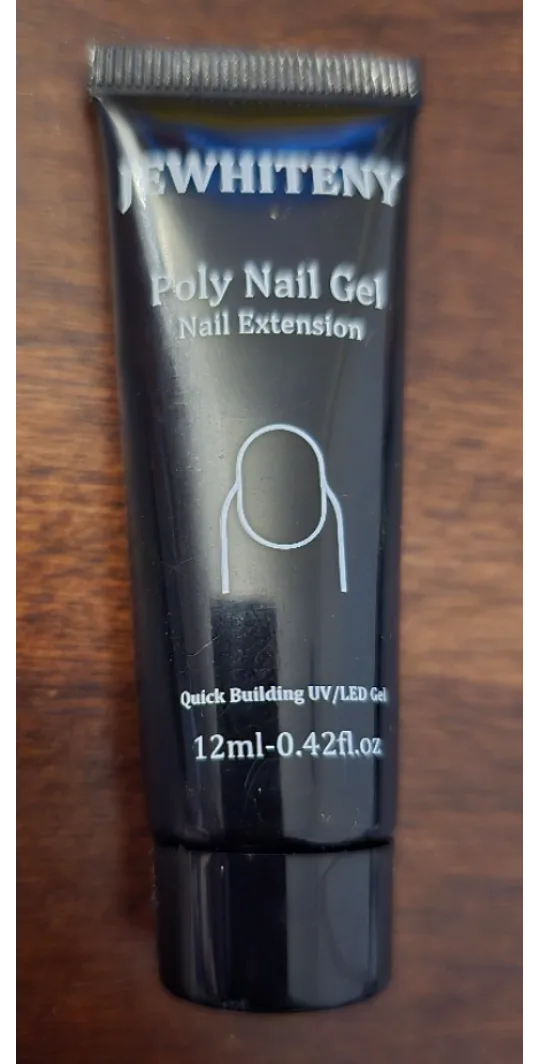 JEWHITENY
Poly Nail Gel
Nail Extension
Quick Building UV/LED Gel
12ml-0.42fl.oz